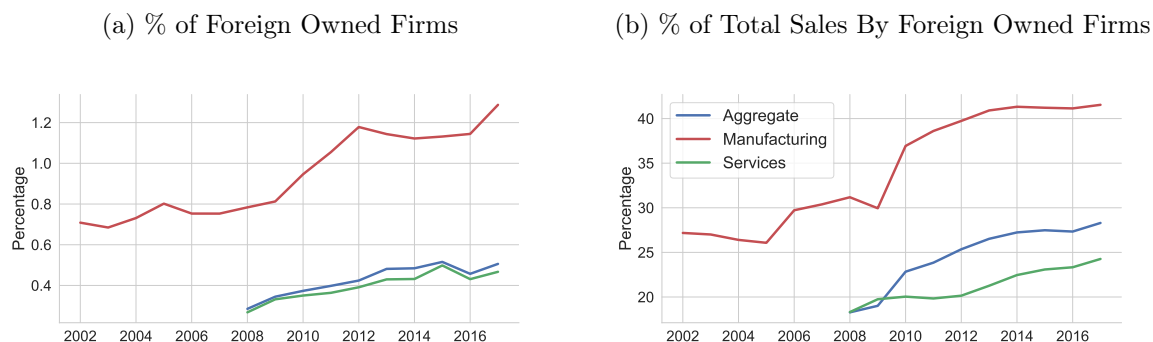 (a) % of Foreign Owned Firms
Percentage
1.2
1.0
0.8
0.6
0.4
2002 2004 2006 2008 2010 2012 2014 2016
(b) % of Total Sales By Foreign Owned Firms
Percentage
40
35
30
25
20
Aggregate
Manufacturing
Services
2002 2004 2006 2008 2010 2012 2014 2016